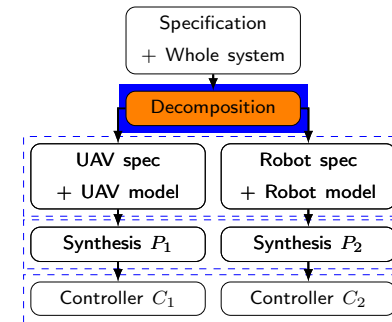 Specification
+ Whole system
Decomposition
UAV spec
+ UAV model
Robot spec
+ Robot model
Synthesis P1
Synthesis P2
Controller C1
Controller C2